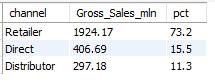 channel Gross_Sales_mln pct
Retailer 1924.17 73.2
Direct 406.69 15.5
Distributor 297.18 11.3